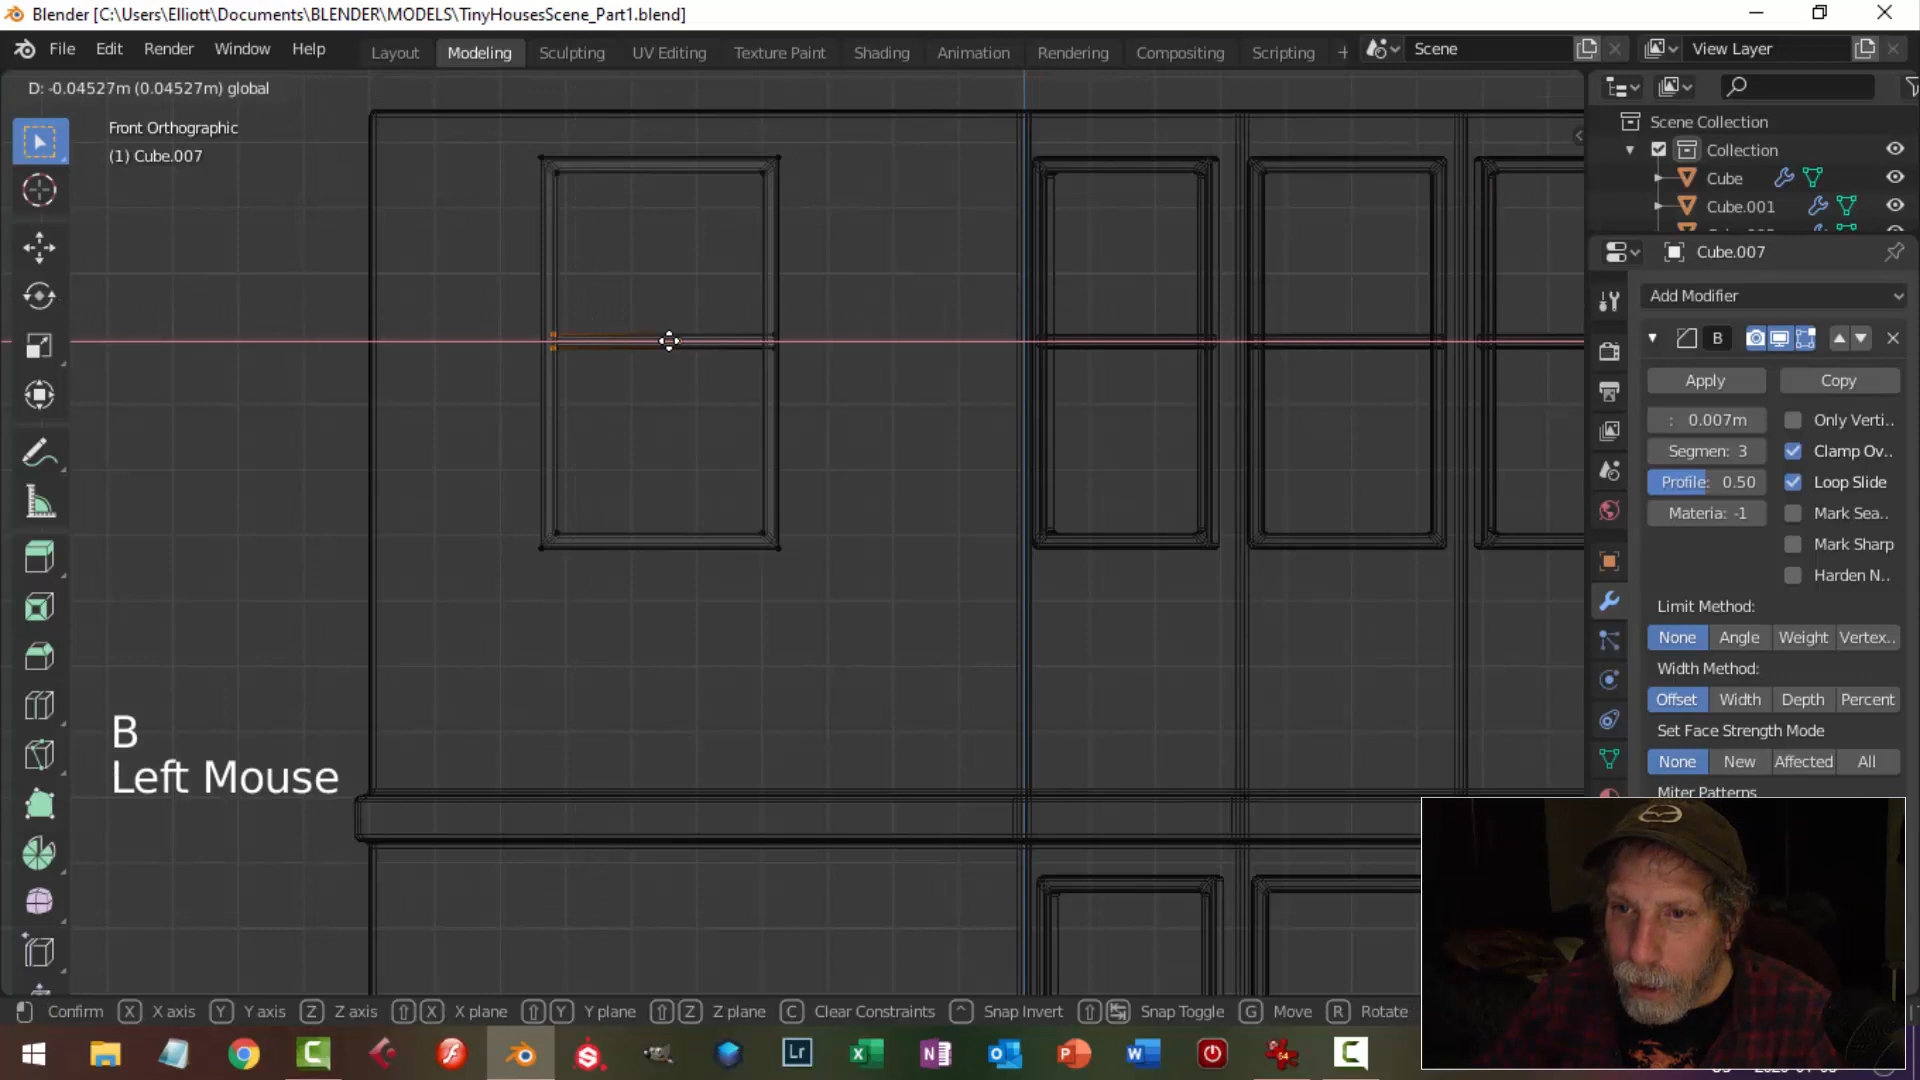 Blender [C:\Users\Elliott\Documents\BLENDER\MODELS\TinyHousesScene_Part1.blend]
File Edit Render Window Help Layout Modeling Sculpting UV Editing Texture Paint Shading Animation Rendering Compositing Scripting + Scene View Layer
D: -0.04527m (0.04527m) global
Front Orthographic
(1) Cube.007
Scene Collection
Collection
Cube
Cube.001
Cube.007
Add Modifier
B
Apply Copy
: 0.007m Only Verti..
Segmen: 3 Clamp Ov..
Profile: 0.50 Loop Slide
Materia: -1 Mark Sea..
Mark Sharp
Harden N..
Limit Method:
None Angle Weight Vertex..
Width Method:
Offset Width Depth Percent
Set Face Strength Mode
None New Affected All
Miter Patterns
B
Left Mouse
Confirm X X axis Y Y axis Z Z axis X X plane Y Y plane Z Z plane C Clear Constraints ^ Snap Invert Snap Toggle G Move R Rotate